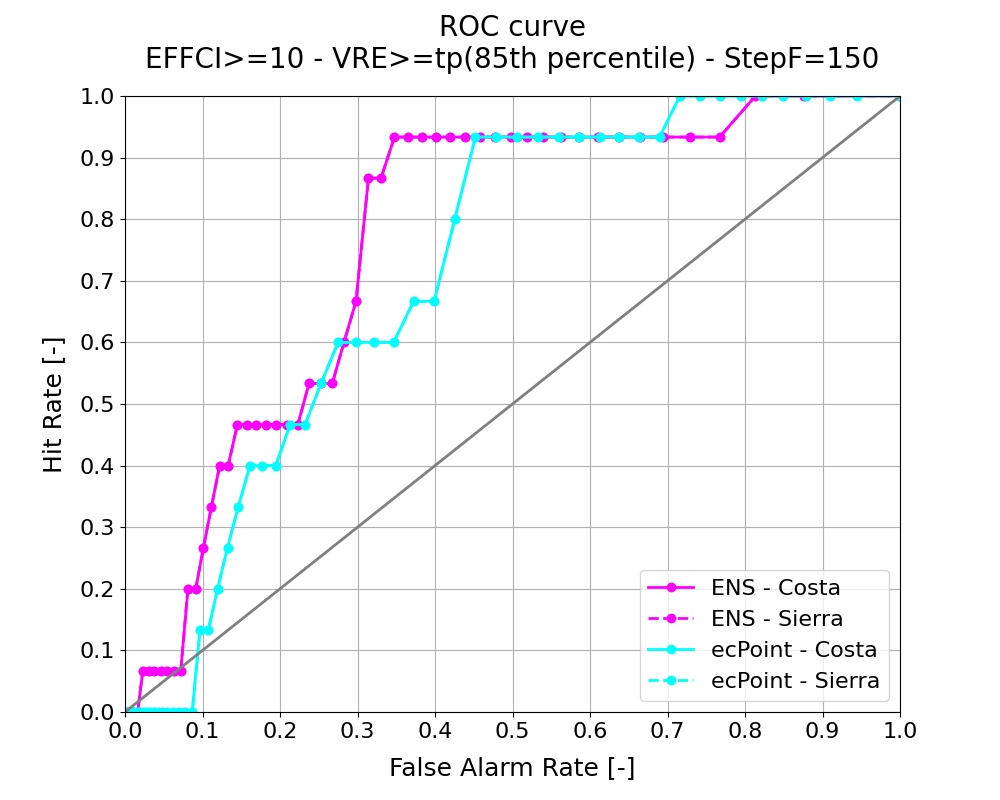 ROC curve
EFFCI>=10 - VRE>=tp(85th percentile) - StepF=150
1.0
0.9
0.8
0.7
0.6
0.5
0.4
0.3
0.2
0.1
0.0
Hit Rate [-]
ENS - Costa
ENS - Sierra
ecPoint - Costa
ecPoint - Sierra
0.0 0.1 0.2 0.3 0.4 0.5 0.6 0.7 0.8 0.9 1.0
False Alarm Rate [-]